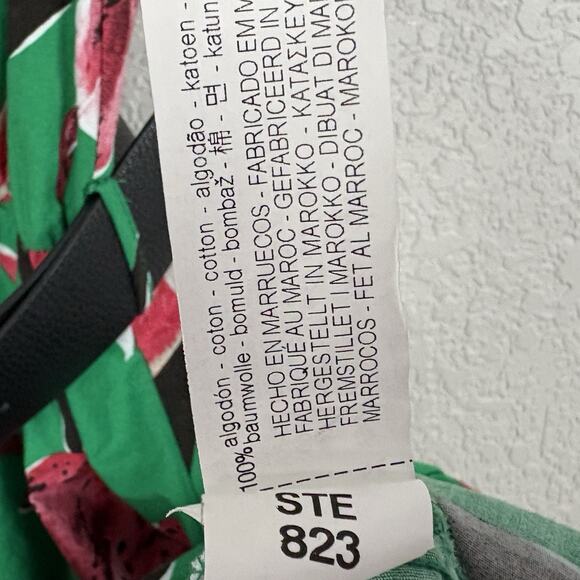 100% algodón - coton - cotton - algodão - katoen -
baumwolle - bomuld - bombaž - 棉 - 면 - katun
HECHO EN MARRUECOS - FABRICADO EM M
FABRIQUÉ AU MAROC - GEFABRICEERD IN
HERGESTELLT IN MAROKKO - ΚΑΤΑΣΚΕΥ
FREMSTILLET I MAROKKO - DIBUAT DI MA
MARROCOS - FET AL MARROC - MAROKO
STE
823